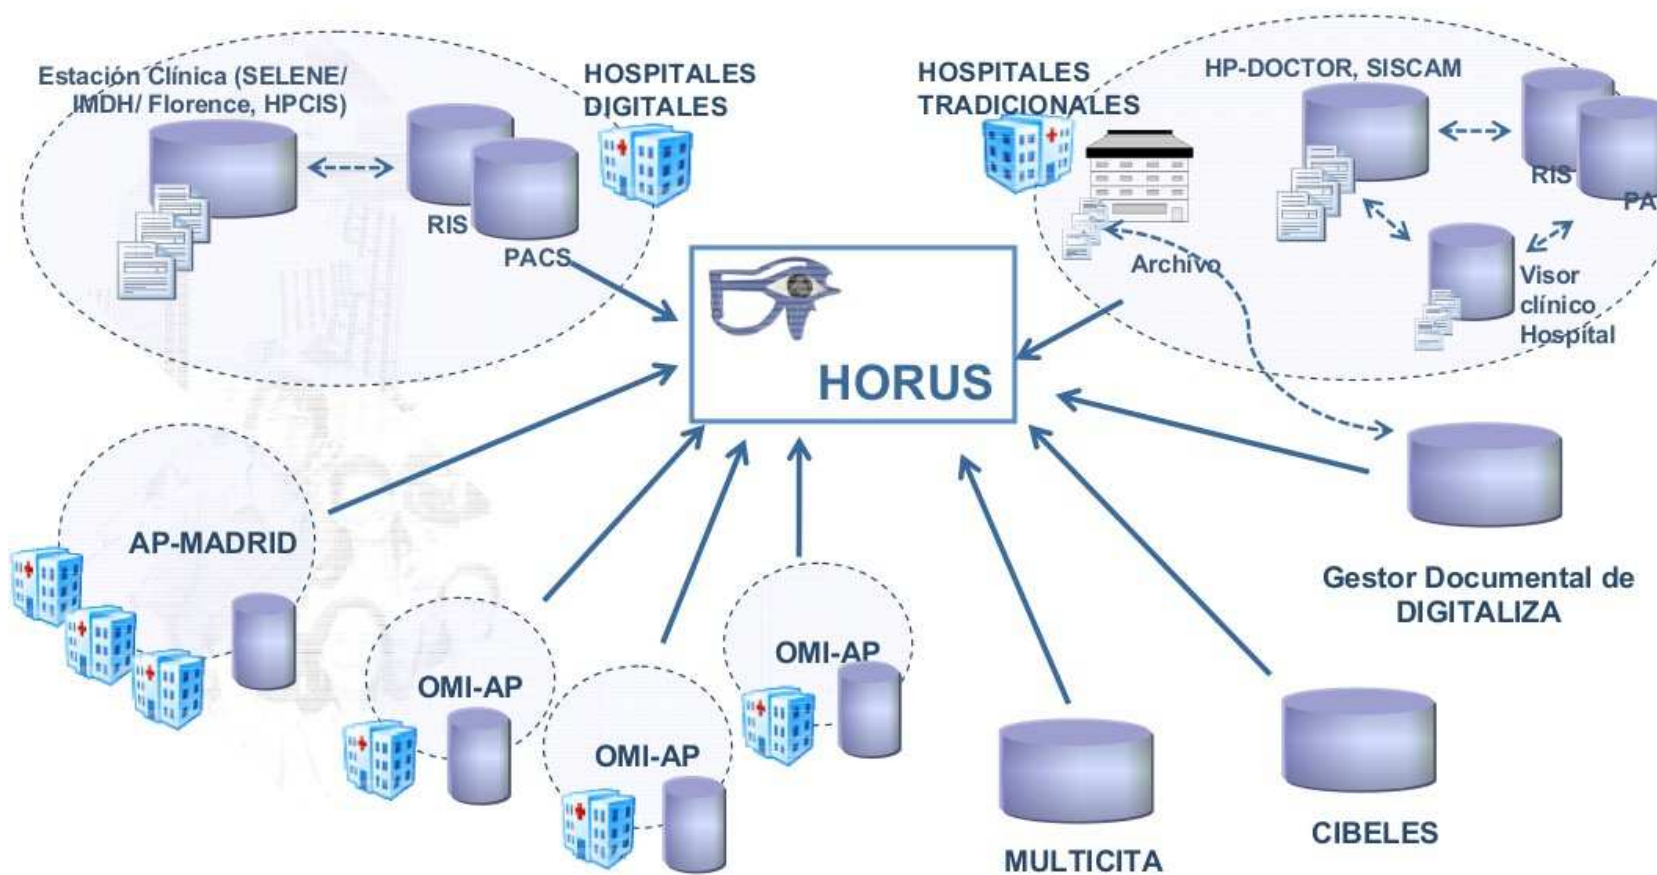 Estación Clínica (SELENE/
IMDH/ Florence, HPCIS)
RIS
PACS
HOSPITALES
DIGITALES
HOSPITALES
TRADICIONALES
HP-DOCTOR, SISCAM
RIS
PA
Archivo
Visor
clínico
Hospital
HORUS
AP-MADRID
OMI-AP
OMI-AP
OMI-AP
Gestor Documental de
DIGITALIZA
MULTICITA
CIBELES